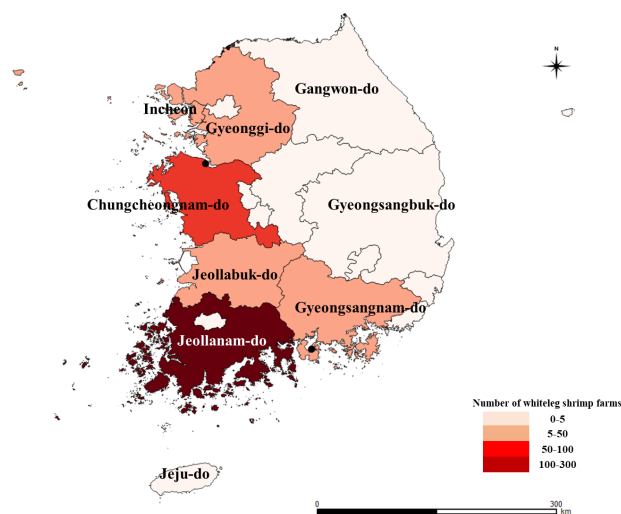 N
Gangwon-do
Incheon
Gyeonggi-do
Chungcheongnam-do
Gyeongsangbuk-do
Jeollabuk-do
Gyeongsangnam-do
Jeollanam-do
Jeju-do
Number of whiteleg shrimp farms
0-5
5-50
50-100
100-300
0
300
km